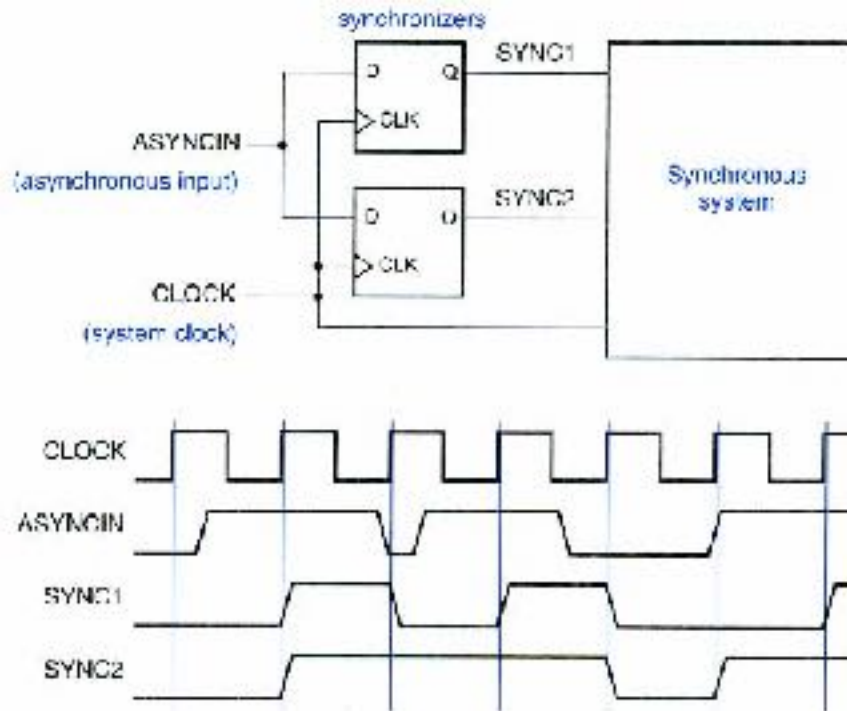 synchronizers
SYNC1
D Q
CLK
ASYNCIN
(asynchronous input)
Synchronous
system
SYNC2
D Q
CLK
CLOCK
(system clock)
CLOCK
ASYNCIN
SYNC1
SYNC2